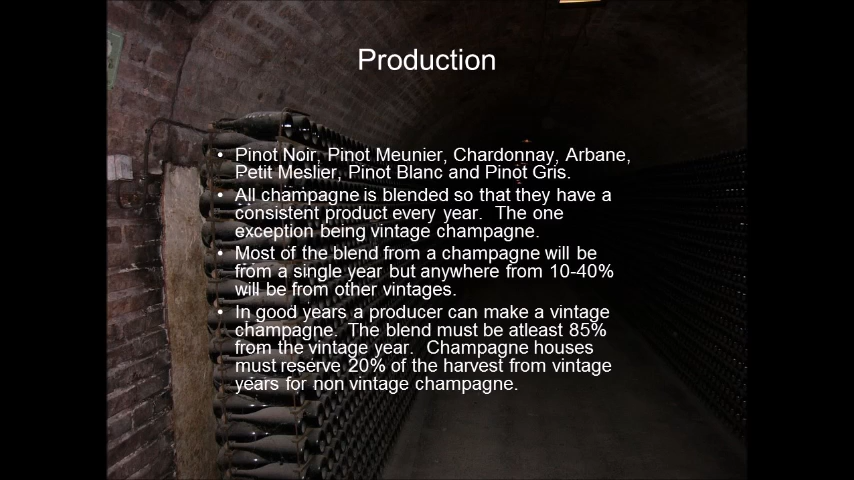 Production
• Pinot Noir, Pinot Meunier, Chardonnay, Arbane,
Petit Meslier, Pinot Blanc and Pinot Gris.
• All champagne is blended so that they have a
consistent product every year.  The one
exception being vintage champagne.
• Most of the blend from a champagne will be
from a single year but anywhere from 10-40%
will be from other vintages.
• In good years a producer can make a vintage
champagne.  The blend must be atleast 85%
from the vintage year.  Champagne houses
must reserve 20% of the harvest from vintage
years for non vintage champagne.